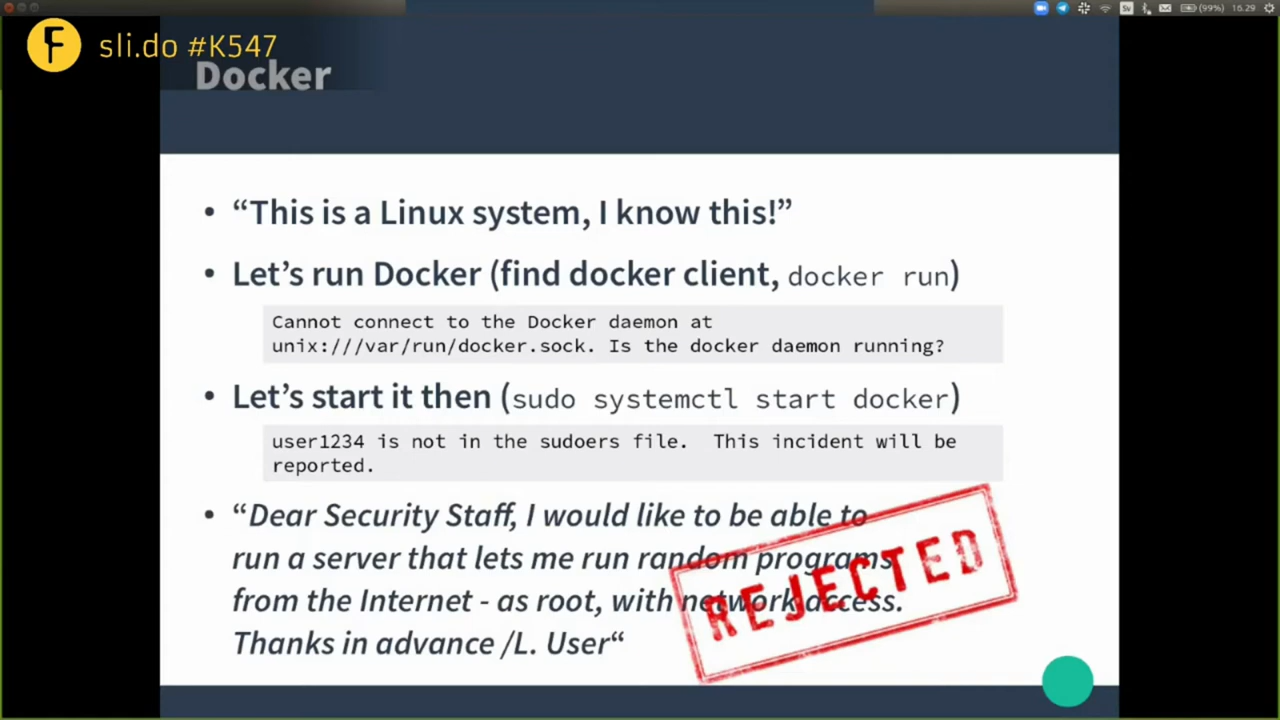 Sv (99%) 16.29
sli.do #K547
Docker
• “This is a Linux system, I know this!”
• Let’s run Docker (find docker client, docker run)
Cannot connect to the Docker daemon at
unix:///var/run/docker.sock. Is the docker daemon running?
• Let’s start it then (sudo systemctl start docker)
user1234 is not in the sudoers file.  This incident will be
reported.
• “Dear Security Staff, I would like to be able to
run a server that lets me run random programs
from the Internet - as root, with network access.
Thanks in advance /L. User“
REJECTED